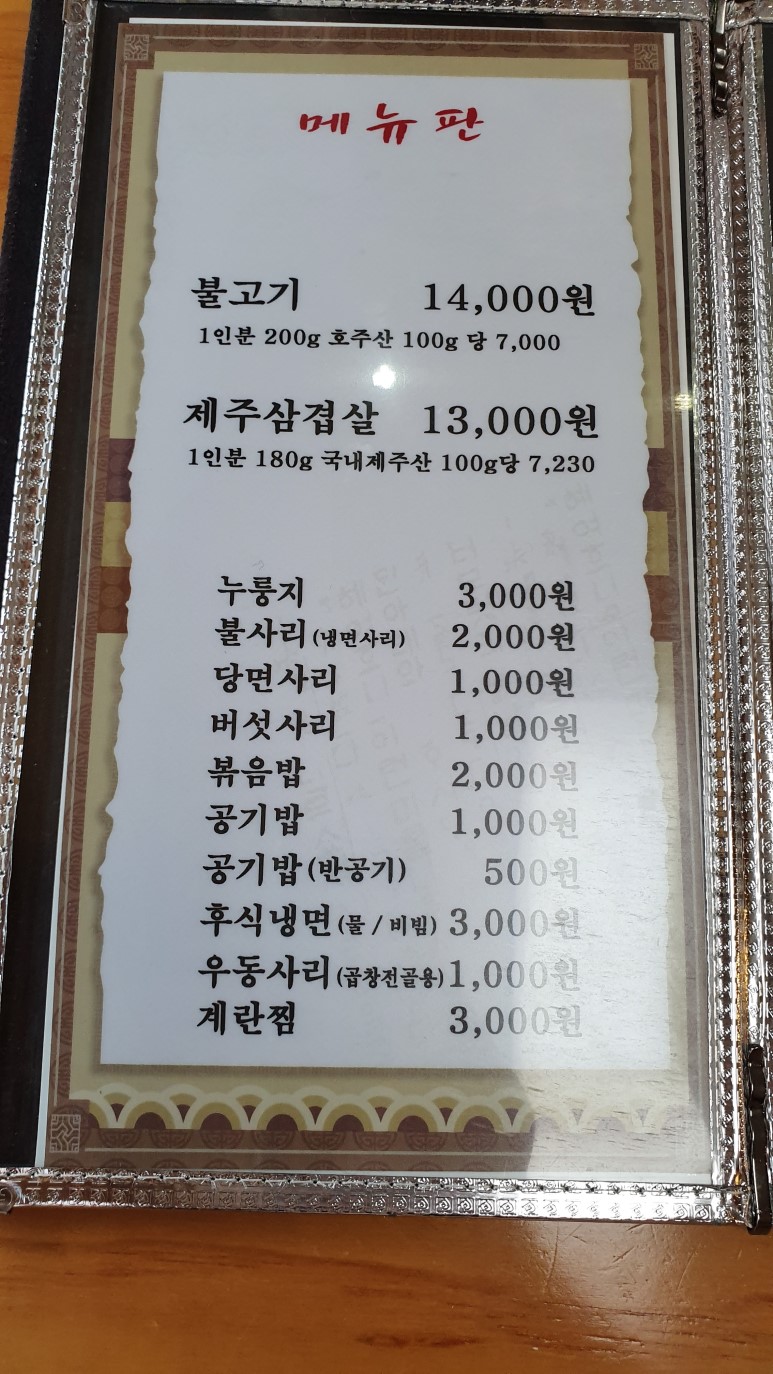 메뉴판
불고기 14,000원
1인분 200g 호주산 100g 당 7,000
제주삼겹살 13,000원
1인분 180g 국내제주산 100g당 7,230
누룽지 3,000원
불사리 (냉면사리) 2,000원
당면사리 1,000원
버섯사리 1,000원
볶음밥 2,000원
공기밥 1,000원
공기밥 (반공기) 500원
후식냉면 (물 / 비빔) 3,000원
우동사리 (곱창전골용) 1,000원
계란찜 3,000원